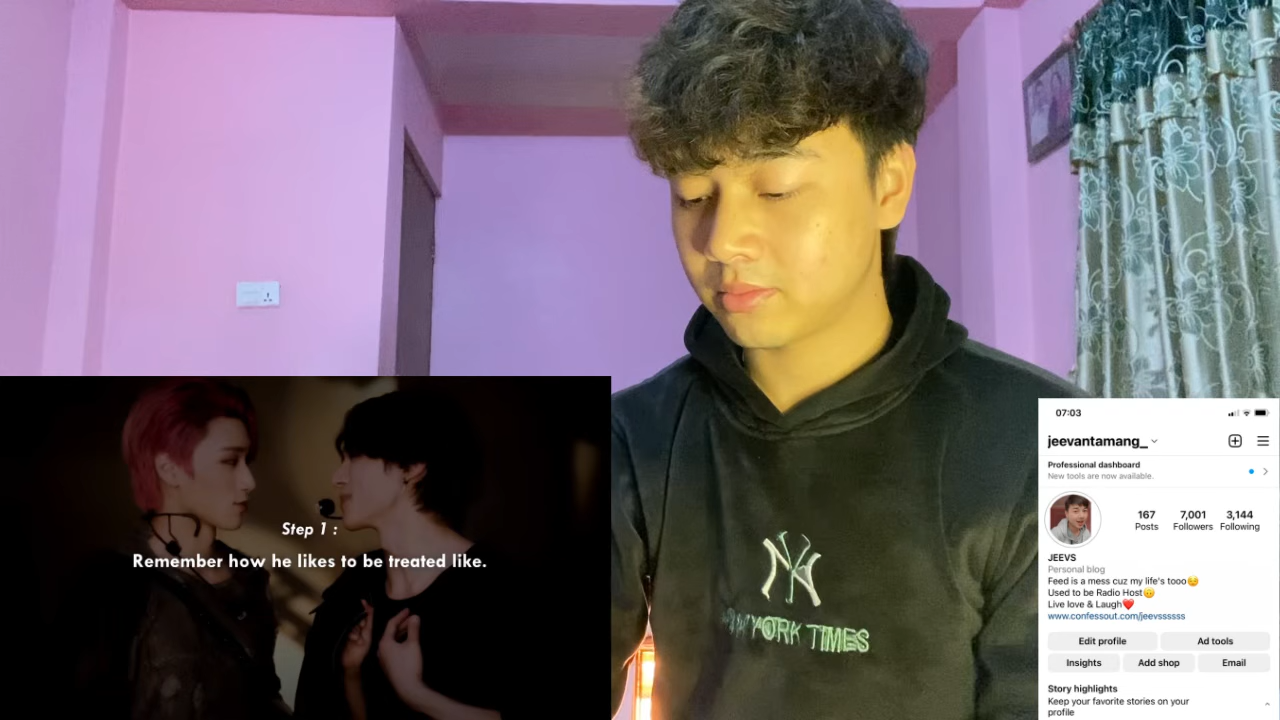 Step 1 :
Remember how he likes to be treated like.
NY
YORK TIMES
07:03
jeevantamang_
Professional dashboard
New tools are now available.
167 7,001 3,144
Posts Followers Following
JEEVS
Personal blog
Feed is a mess cuz my life's tooo😌
Used to be Radio Host🙃
Live love & Laugh❤️
www.confessout.com/jeevssssss
Edit profile Ad tools
Insights Add shop Email
Story highlights
Keep your favorite stories on your
profile